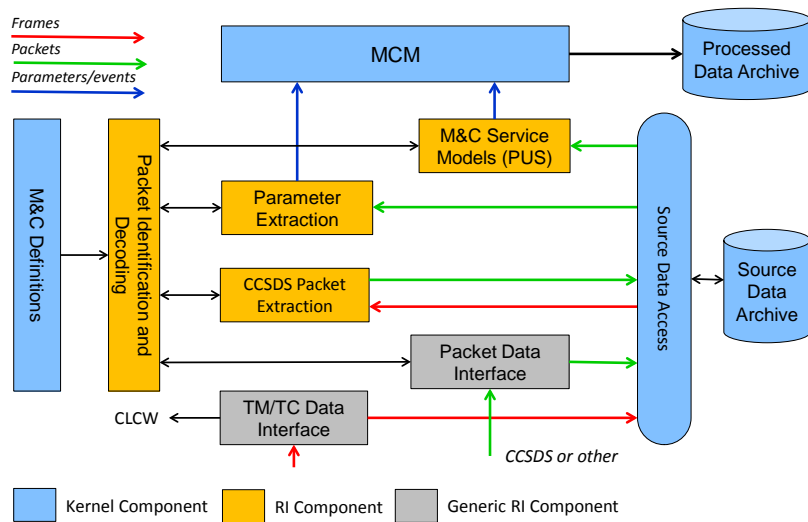 Frames
Packets
Parameters/events
MCM
Processed
Data Archive
M&C Definitions
Packet Identification and
Decoding
M&C Service
Models (PUS)
Parameter
Extraction
CCSDS Packet
Extraction
Packet Data
Interface
TM/TC Data
Interface
CLCW
CCSDS or other
Source Data Access
Source
Data
Archive
Kernel Component
RI Component
Generic RI Component